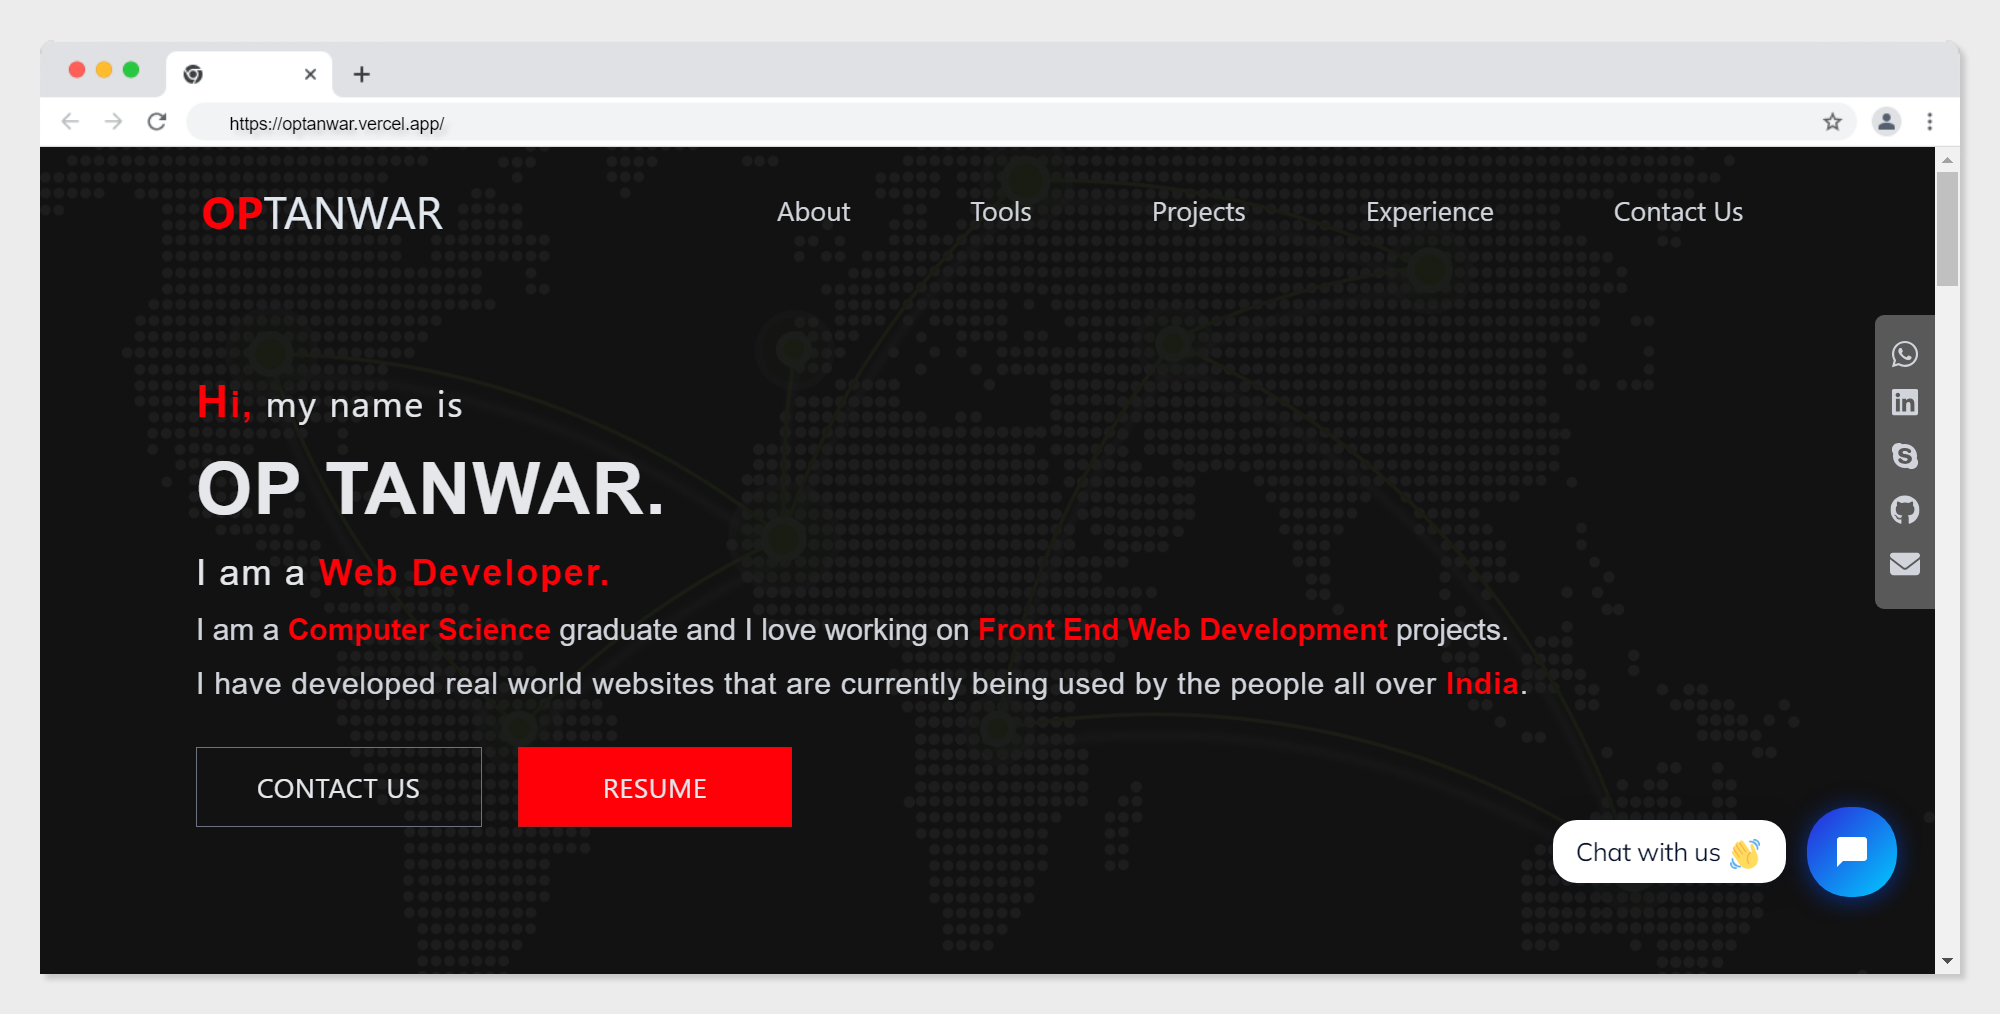 https://optanwar.vercel.app/
OPTANWAR
About Tools Projects Experience Contact Us
Hi, my name is
OP TANWAR.
I am a Web Developer.
I am a Computer Science graduate and I love working on Front End Web Development projects.
I have developed real world websites that are currently being used by the people all over India.
CONTACT US RESUME
Chat with us 👋